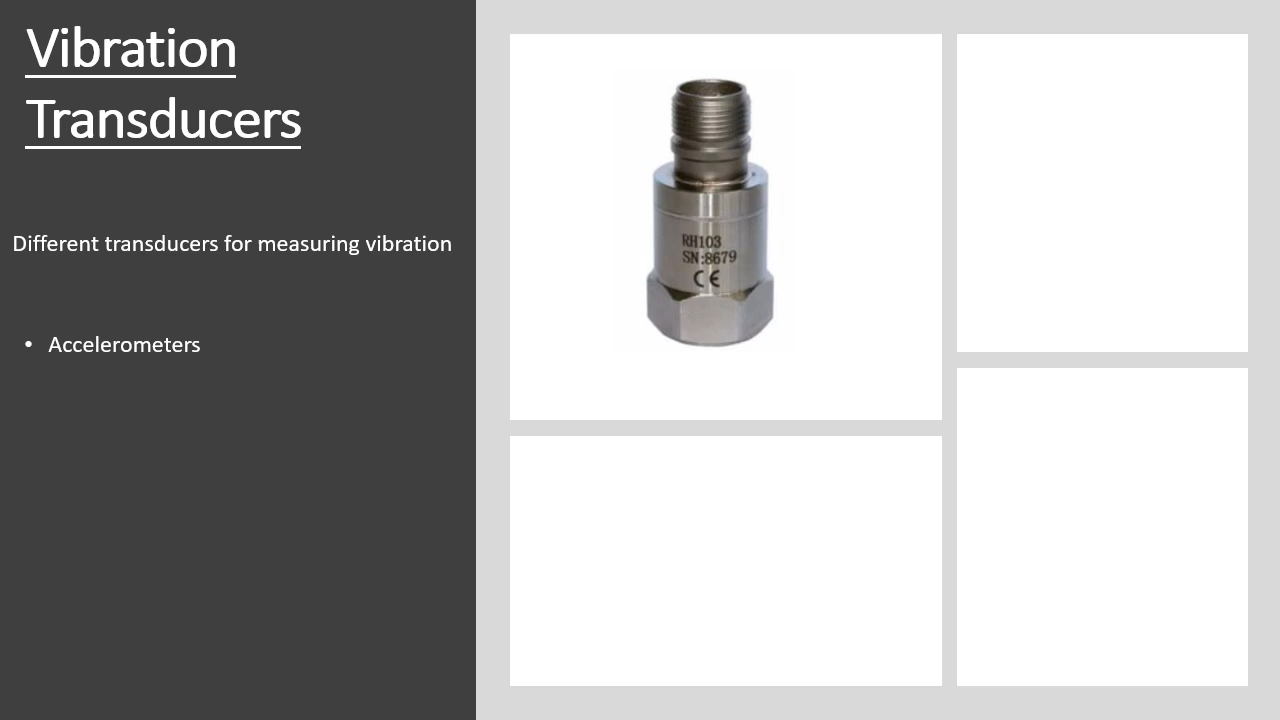 Vibration
Transducers
Different transducers for measuring vibration
• Accelerometers
RH103
SN:8679
CE